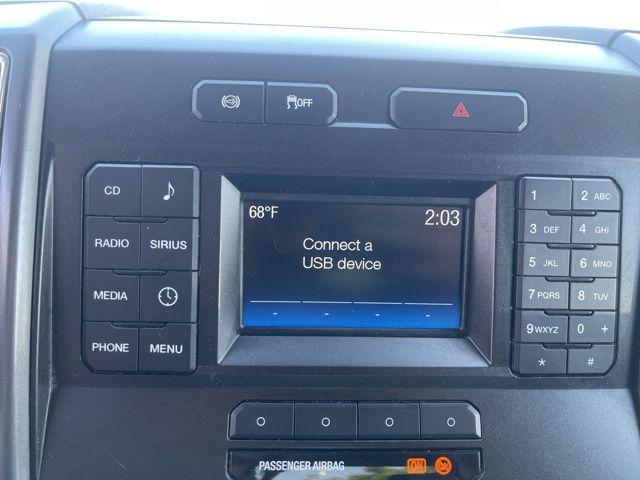 OFF
CD
RADIO SIRIUS
MEDIA
PHONE MENU
68°F 2:03
Connect a
USB device
- - - -
1 2 ABC
3 DEF 4 GHI
5 JKL 6 MNO
7 PQRS 8 TUV
9 WXYZ 0 +
* #
PASSENGER AIRBAG ON